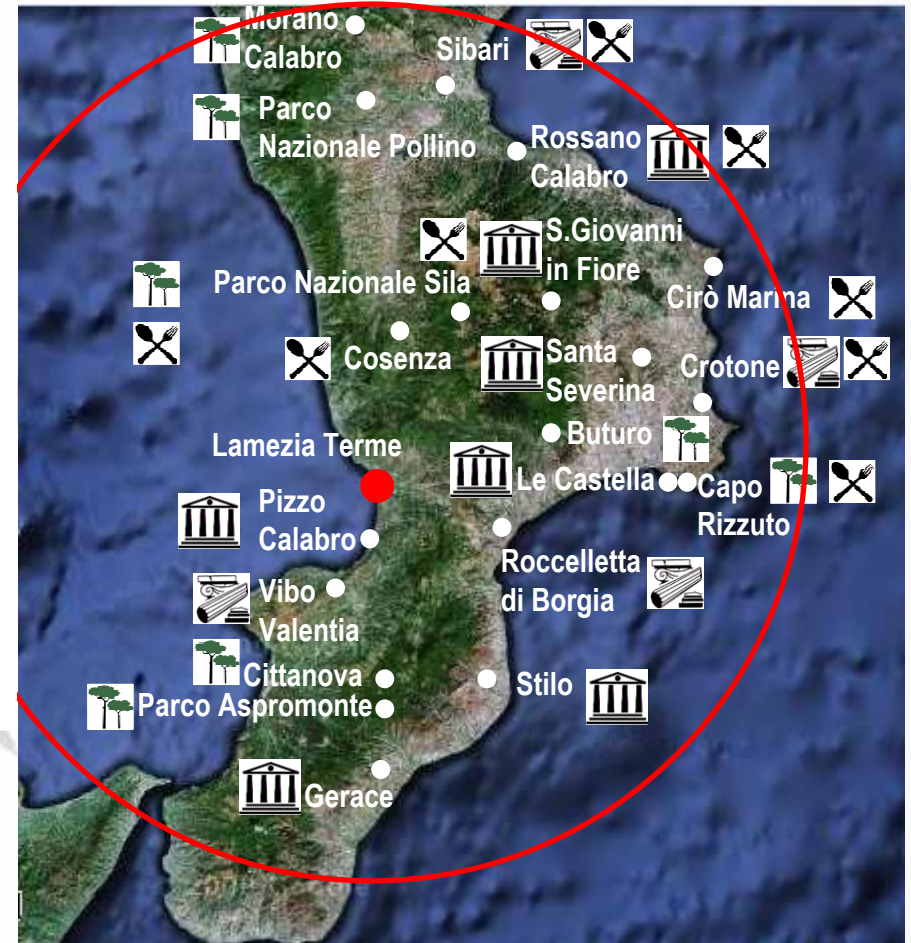 Morano
Calabro
Sibari
Parco
Nazionale Pollino
Rossano
Calabro
S.Giovanni
in Fiore
Parco Nazionale Sila
Cirò Marina
Cosenza
Santa
Severina
Crotone
Buturo
Lamezia Terme
Le Castella
Capo
Rizzuto
Pizzo
Calabro
Roccelletta
di Borgia
Vibo
Valentia
Cittanova
Stilo
Parco Aspromonte
Gerace